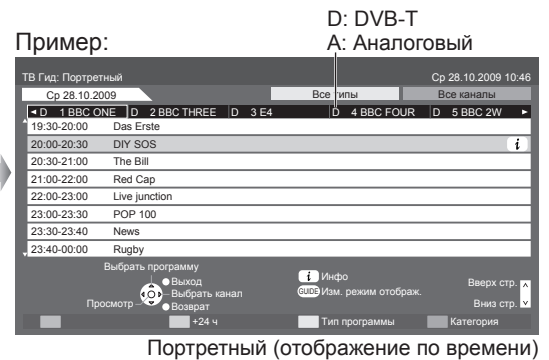 D: DVB-T
Пример: A: Аналоговый
ТВ Гид: Портретный Ср 28.10.2009 10:46
Ср 28.10.2009 Все типы Все каналы
D 1 BBC ONE D 2 BBC THREE D 3 E4 D 4 BBC FOUR D 5 BBC 2W
19:30-20:00 Das Erste
20:00-20:30 DIY SOS i
20:30-21:00 The Bill
21:00-22:00 Red Cap
22:00-23:00 Live junction
23:00-23:30 POP 100
23:30-23:40 News
23:40-00:00 Rugby
Выбрать программу
Выход i Инфо
Просмотр Выбрать канал GUIDE Изм. режим отображ. Вверх стр.
Возврат Вниз стр.
+24 ч Тип программы Категория
Портретный (отображение по времени)